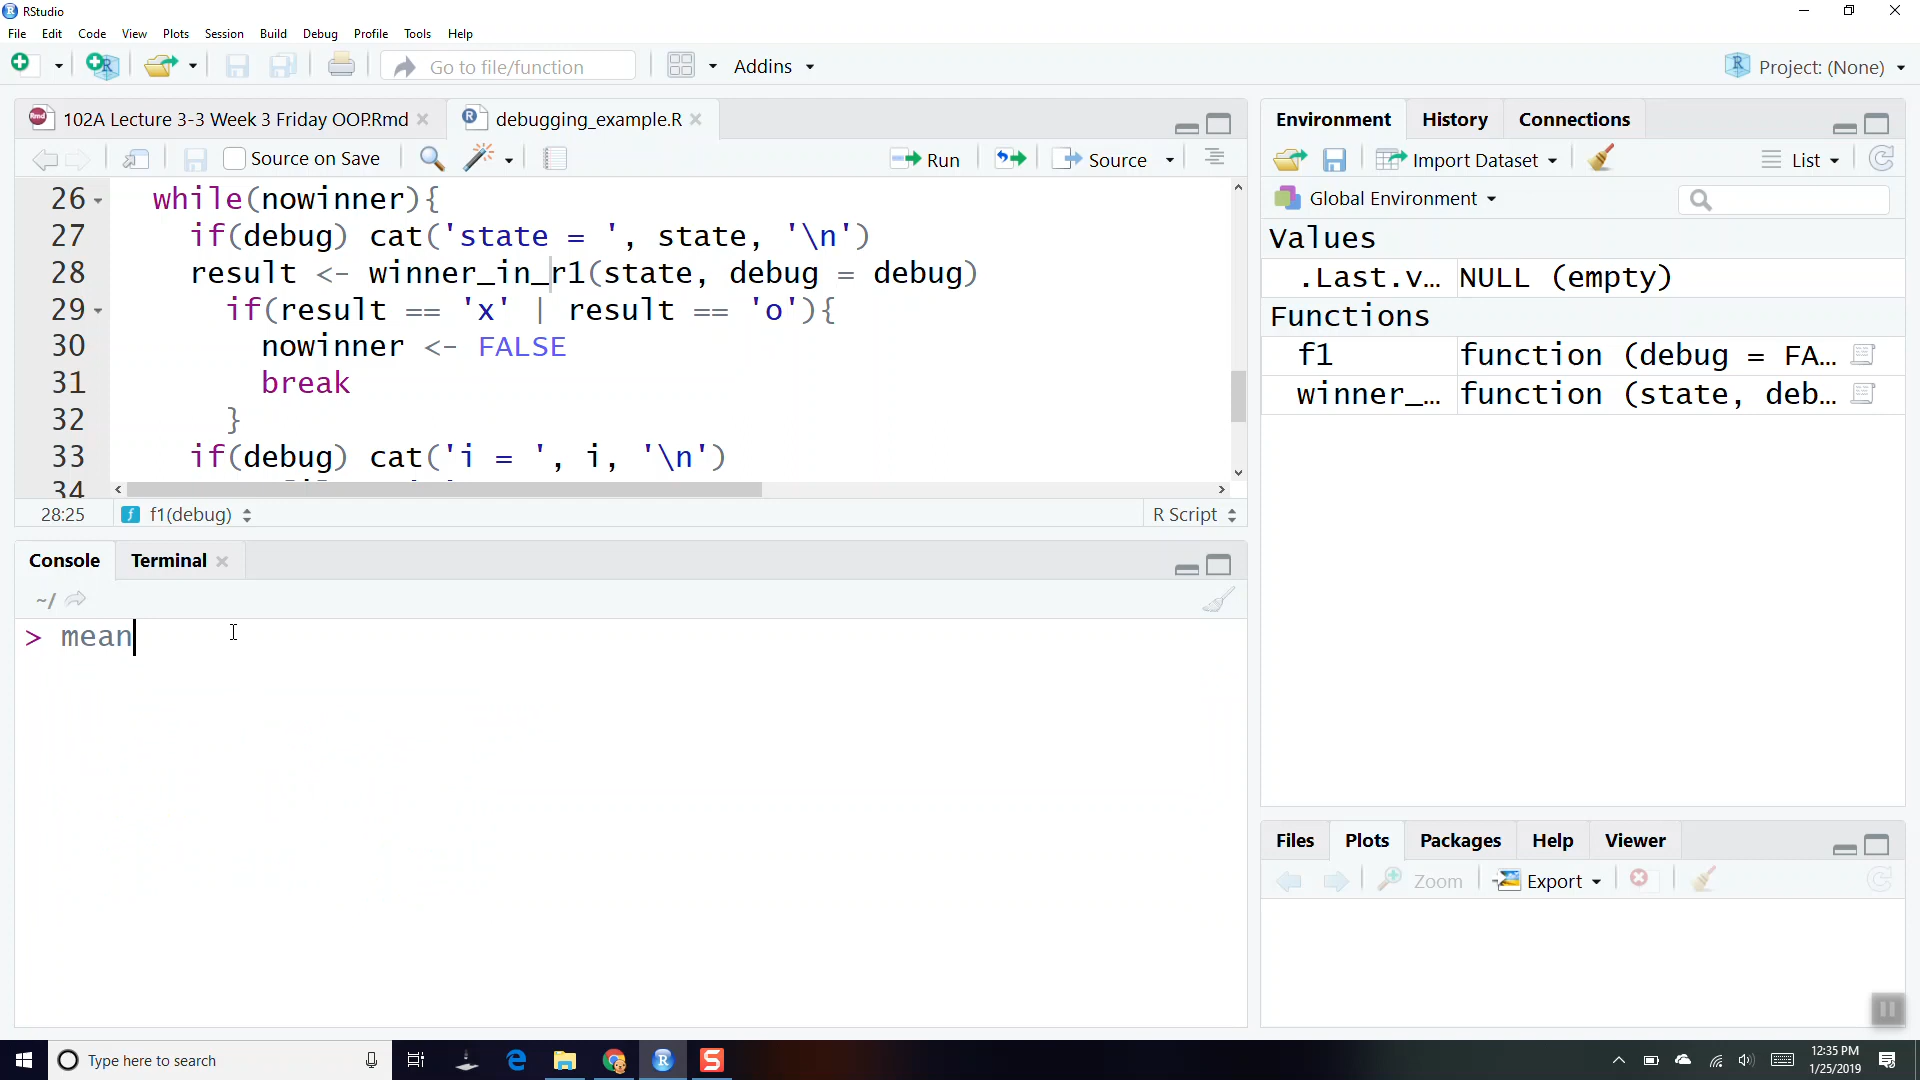 RStudio
File Edit Code View Plots Session Build Debug Profile Tools Help
Go to file/function Addins Project: (None)
102A Lecture 3-3 Week 3 Friday OOP.Rmd debugging_example.R
Source on Save Run Source
26 while(nowinner){
27 if(debug) cat('state = ', state, '\n')
28 result <- winner_in_r1(state, debug = debug)
29 if(result == 'x' | result == 'o'){
30 nowinner <- FALSE
31 break
32 }
33 if(debug) cat('i = ', i, '\n')
34
28:25 f1(debug) R Script
Console Terminal
~/
> mean
Environment History Connections
Import Dataset List
Global Environment
Values
.Last.v... NULL (empty)
Functions
f1 function (debug = FA...
winner_... function (state, deb...
Files Plots Packages Help Viewer
Zoom Export
Type here to search
12:35 PM
1/25/2019